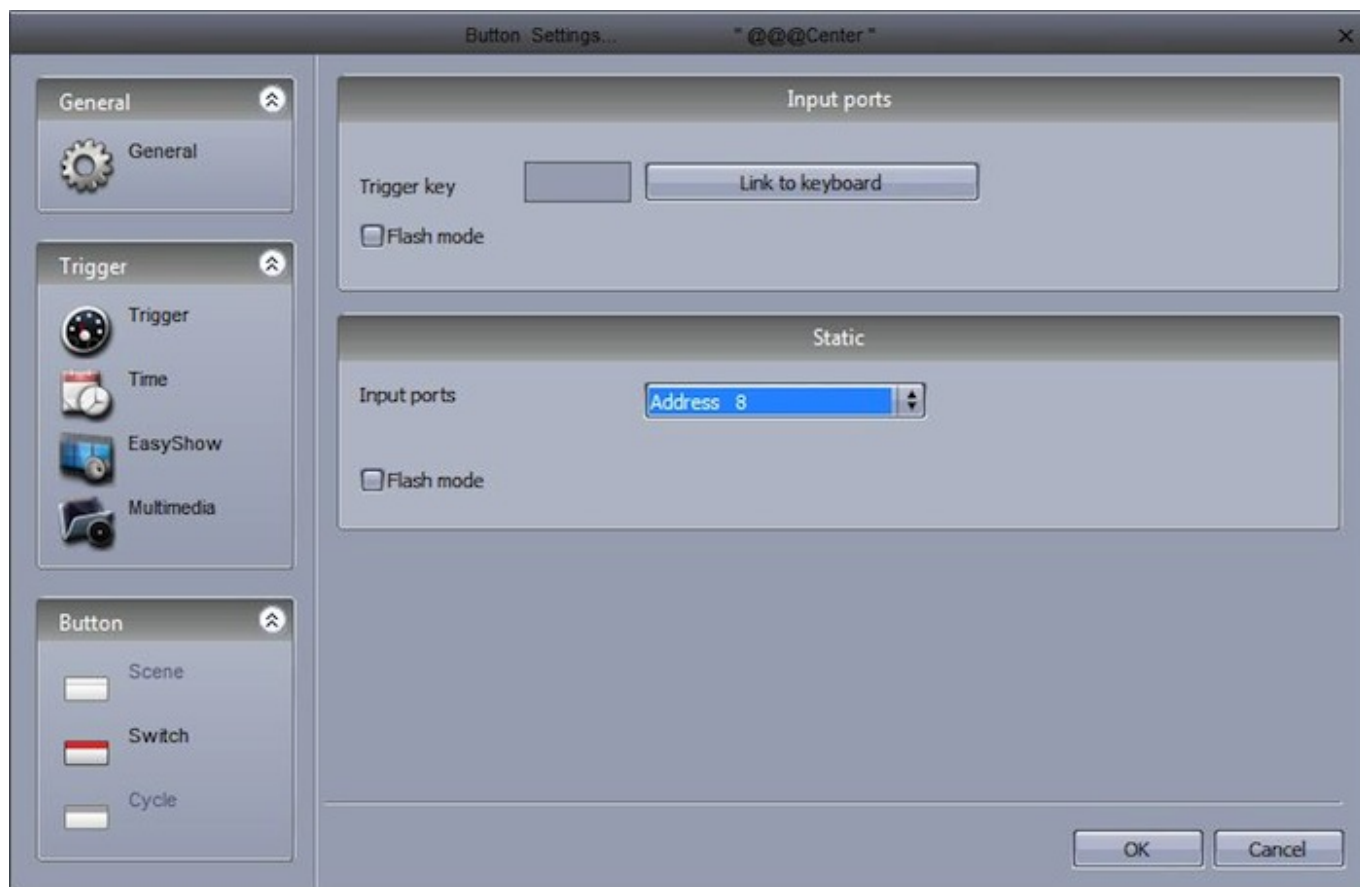 Button Settings... " @@@Center "
General
General
Trigger
Trigger
Time
EasyShow
Multimedia
Button
Scene
Switch
Cycle
Input ports
Trigger key
Link to keyboard
Flash mode
Static
Input ports
Address 8
Flash mode
OK
Cancel